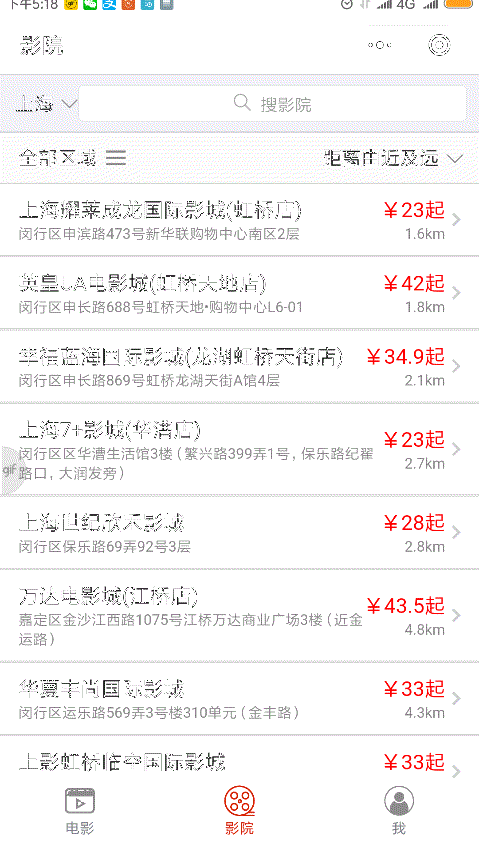 下午5:18
4G
影院
上海
搜影院
全部区域
距离由近及远
上海耀莱成龙国际影城(虹桥店)
￥23起
闵行区申滨路473号新华联购物中心南区2层
1.6km
英皇UA电影城(虹桥天地店)
￥42起
闵行区申长路688号虹桥天地•购物中心L6-01
1.8km
华禧蓝海国际影城(龙湖虹桥天街店)
￥34.9起
闵行区申长路869号虹桥龙湖天街A馆4层
2.1km
上海7+影城(华漕店)
￥23起
闵行区区华漕生活馆3楼（繁兴路399弄1号，保乐路纪翟
路口，大润发旁）
2.7km
gif
上海世纪欣禾影城
￥28起
闵行区保乐路69弄92号3层
2.8km
万达电影城(江桥店)
￥43.5起
嘉定区金沙江西路1075号江桥万达商业广场3楼（近金
运路）
4.8km
华夏丰尚国际影城
￥33起
闵行区运乐路569弄3号楼310单元（金丰路）
4.3km
上影虹桥临空国际影城
￥33起
电影
影院
我